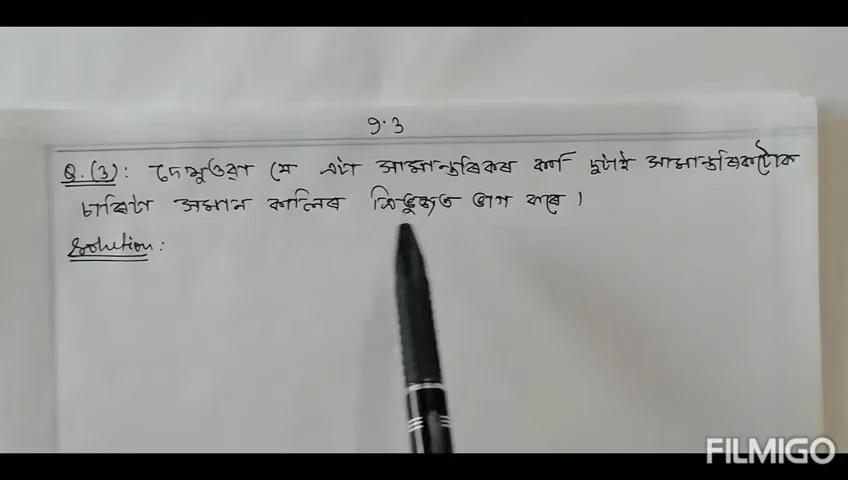 9.3
Q.(3): দেখুওৱা যে এটা সামান্তৰিকৰ কৰ্ণ দুটাই সামান্তৰিকটোক
চাৰিটা সমান কালিৰ ত্ৰিভুজত ভাগ কৰে।
Solution:
FILMIGO